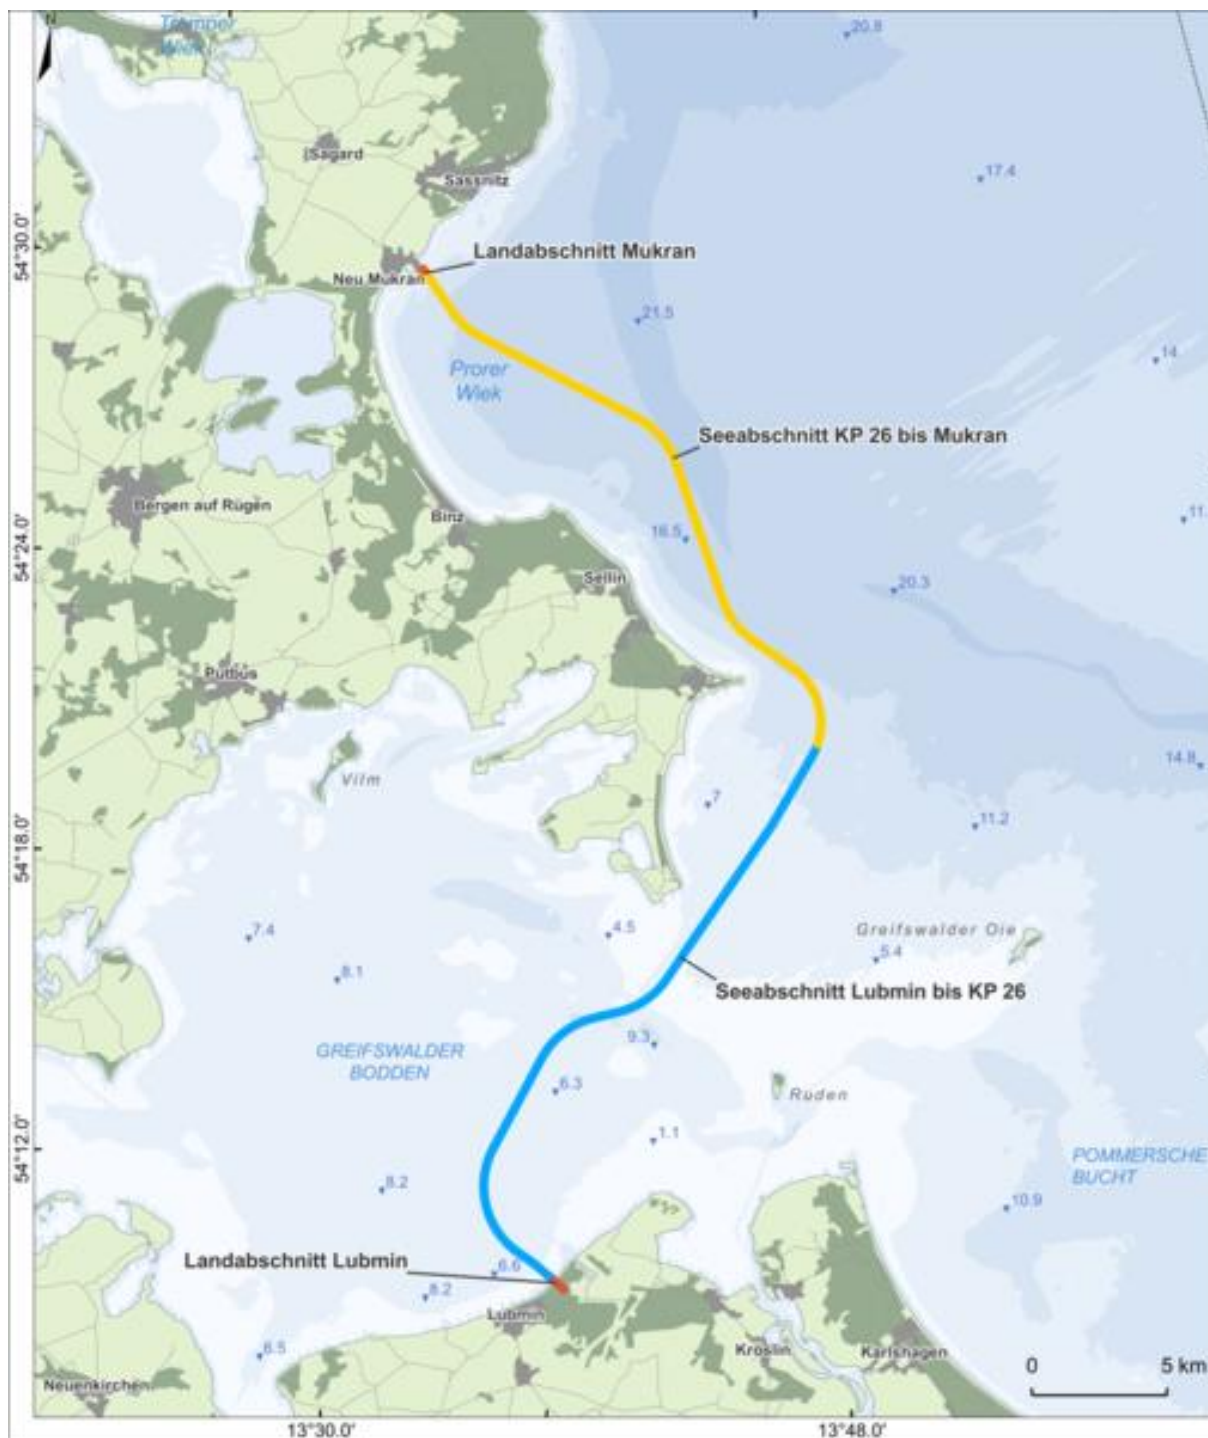 N
Tromper
Wiek
20.8
17.4
Sagard
Sassnitz
54°30.0'
Landabschnitt Mukran
Neu Mukran
21.5
14
Prorer
Wiek
Seeabschnitt KP 26 bis Mukran
Bergen auf Rügen
Binz
16.5
11.
54°24.0'
Sellin
20.3
Putbus
Vilm
14.8
7
11.2
54°18.0'
7.4
4.5
Greifswalder Oie
5.4
8.1
Seeabschnitt Lubmin bis KP 26
9.3
GREIFSWALDER
BODDEN
6.3
Ruden
1.1
54°12.0'
POMMERSCHE
BUCHT
8.2
10.9
Landabschnitt Lubmin
6.6
8.2
Lubmin
Kröslin
Karlshagen
6.5
0 5 km
Neuenkirchen
13°30.0' 13°48.0'